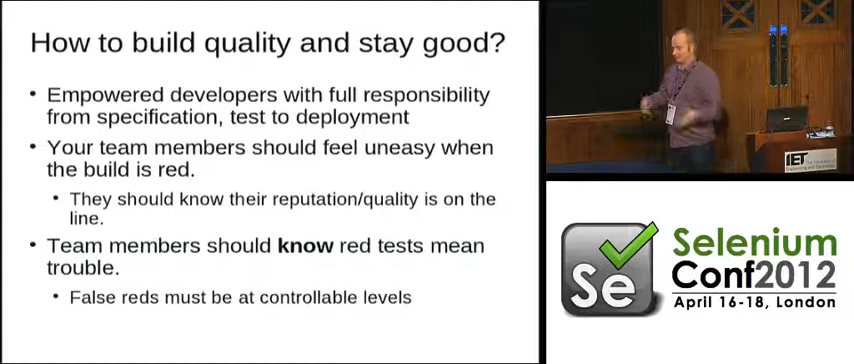 How to build quality and stay good?
• Empowered developers with full responsibility
from specification, test to deployment
• Your team members should feel uneasy when
the build is red.
• They should know their reputation/quality is on the
line.
• Team members should know red tests mean
trouble.
• False reds must be at controllable levels
IET
Se
Selenium
Conf2012
April 16-18, London